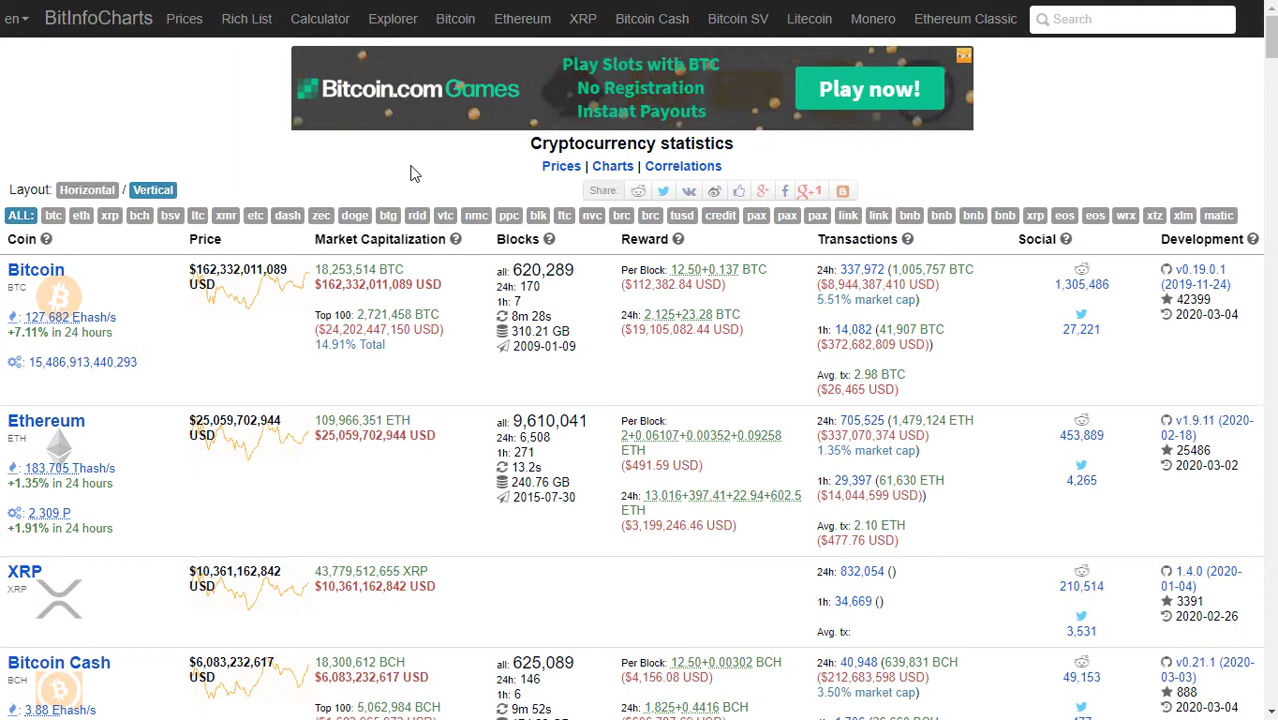 en BitInfoCharts Prices Rich List Calculator Explorer Bitcoin Ethereum XRP Bitcoin Cash Bitcoin SV Litecoin Monero Ethereum Classic Search
Bitcoin.com Games
Play Slots with BTC
No Registration
Instant Payouts
Play now!
Cryptocurrency statistics
Prices | Charts | Correlations
Layout: Horizontal / Vertical
Share:
+1
ALL: btc eth xrp bch bsv ltc xmr etc dash zec doge btg rdd vtc nmc ppc blk ftc nvc brc brc tusd credit pax pax pax link link bnb bnb bnb bnb xrp eos eos wrx xtz xlm matic
Coin Price Market Capitalization Blocks Reward Transactions Social Development
Bitcoin
BTC
127.682 Ehash/s
+7.11% in 24 hours
15,486,913,440,293
$162,332,011,089
USD
18,253,514 BTC
$162,332,011,089 USD
Top 100: 2,721,458 BTC
($24,202,447,150 USD)
14.91% Total
all: 620,289
24h: 170
1h: 7
8m 28s
310.21 GB
2009-01-09
Per Block: 12.50+0.137 BTC
($112,382.84 USD)
24h: 2,125+23.28 BTC
($19,105,082.44 USD)
24h: 337,972 (1,005,757 BTC
($8,944,387,410 USD)
5.51% market cap)
1h: 14,082 (41,907 BTC
($372,682,809 USD))
Avg. tx: 2.98 BTC
($26,465 USD)
1,305,486
27,221
v0.19.0.1
(2019-11-24)
42399
2020-03-04
Ethereum
ETH
183.705 Thash/s
+1.35% in 24 hours
2.309 P
+1.91% in 24 hours
$25,059,702,944
USD
109,966,351 ETH
$25,059,702,944 USD
all: 9,610,041
24h: 6,508
1h: 271
13.2s
240.76 GB
2015-07-30
Per Block:
2+0.06107+0.00352+0.09258
ETH
($491.59 USD)
24h: 13,016+397.41+22.94+602.5
ETH
($3,199,246.46 USD)
24h: 705,525 (1,479,124 ETH
($337,070,374 USD)
1.35% market cap)
1h: 29,397 (61,630 ETH
($14,044,599 USD))
Avg. tx: 2.10 ETH
($477.76 USD)
453,889
4,265
v1.9.11 (2020-
02-18)
25486
2020-03-02
XRP
XRP
$10,361,162,842
USD
43,779,512,655 XRP
$10,361,162,842 USD
24h: 832,054 ()
1h: 34,669 ()
Avg. tx:
210,514
3,531
1.4.0 (2020-
01-04)
3391
2020-02-26
Bitcoin Cash
BCH
3.88 Ehash/s
$6,083,232,617
USD
18,300,612 BCH
$6,083,232,617 USD
Top 100: 5,062,984 BCH
all: 625,089
24h: 146
1h: 6
9m 52s
Per Block: 12.50+0.00302 BCH
($4,156.08 USD)
24h: 1,825+0.4416 BCH
24h: 40,948 (639,831 BCH
($212,683,598 USD)
3.50% market cap)
49,153
v0.21.1 (2020-
03-03)
888
2020-03-04